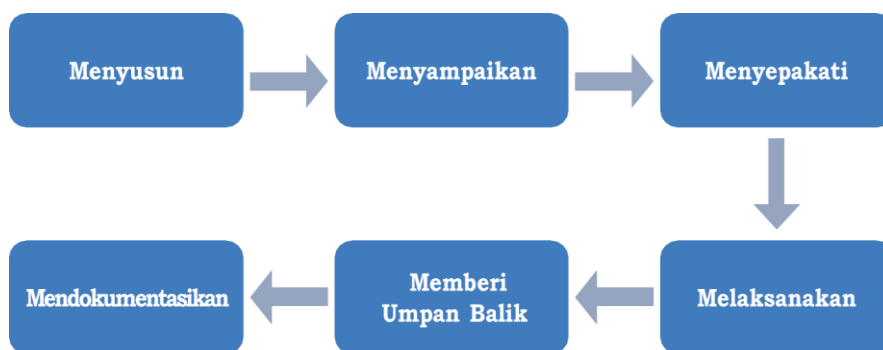 Menyusun
Menyampaikan
Menyepakati
Melaksanakan
Memberi
Umpan Balik
Mendokumentasikan